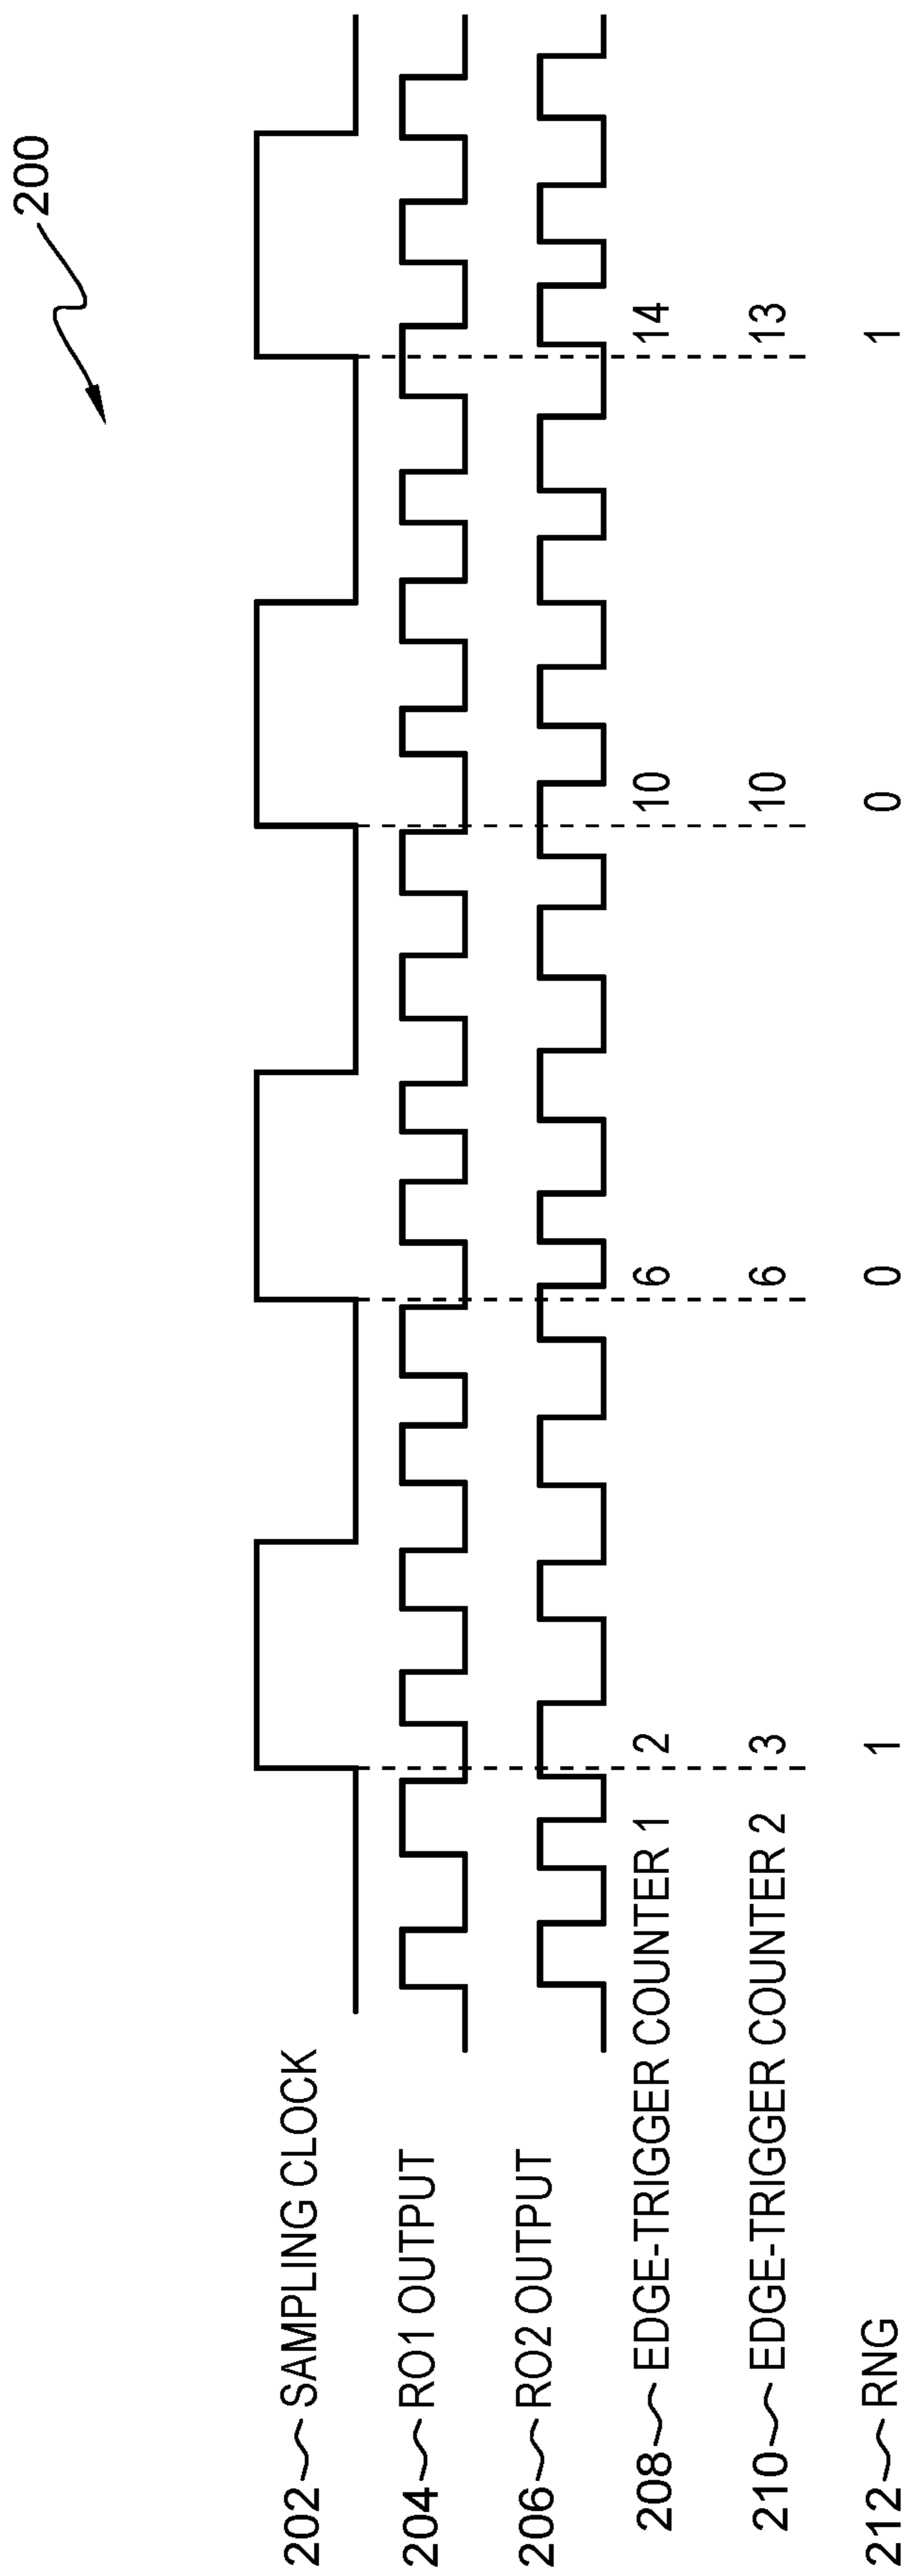 200
202 SAMPLING CLOCK
204 RO1 OUTPUT
206 RO2 OUTPUT
208 EDGE-TRIGGER COUNTER 1 2 6 10 14
210 EDGE-TRIGGER COUNTER 2 3 6 10 13
212 RNG 1 0 0 1